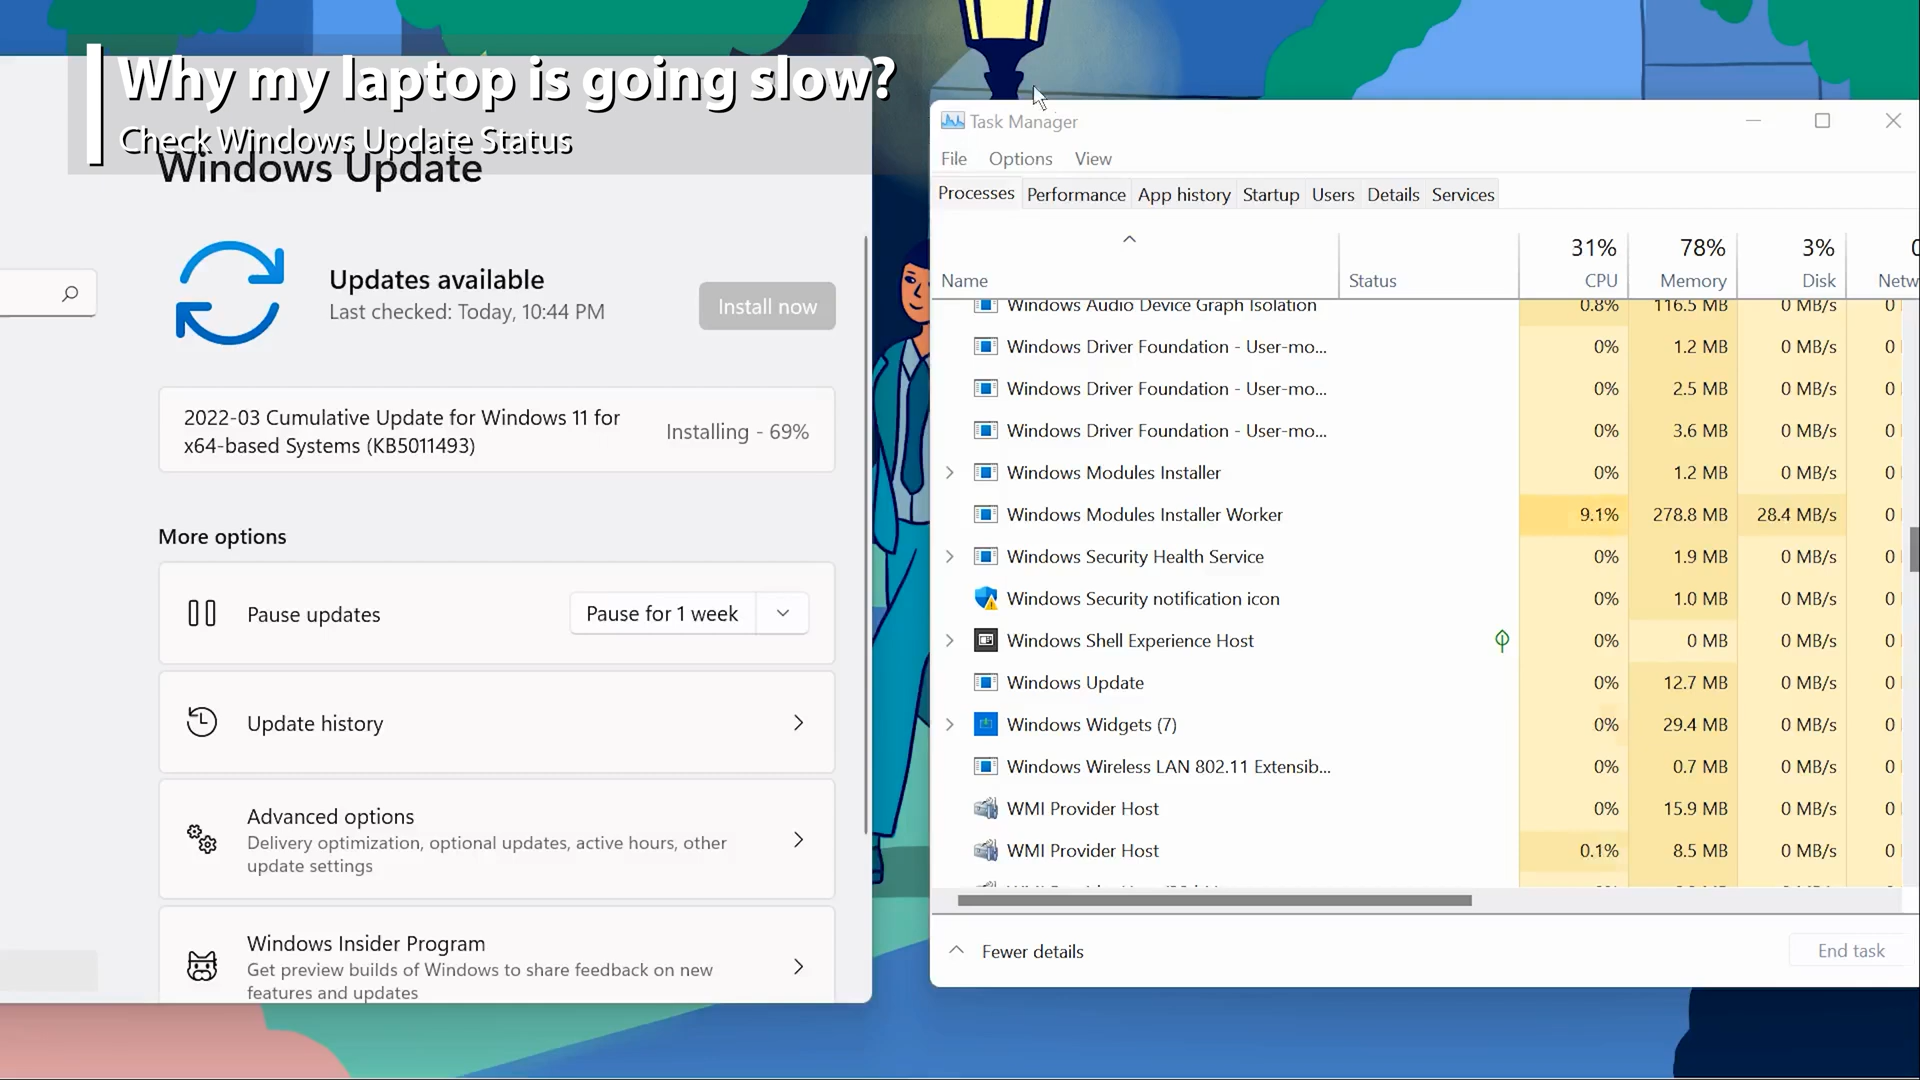 Why my laptop is going slow?
Check Windows Update Status
Windows Update
Updates available
Last checked: Today, 10:44 PM
Install now
2022-03 Cumulative Update for Windows 11 for
x64-based Systems (KB5011493)
Installing - 69%
More options
Pause updates
Pause for 1 week
Update history
Advanced options
Delivery optimization, optional updates, active hours, other
update settings
Windows Insider Program
Get preview builds of Windows to share feedback on new
features and updates
Task Manager
File Options View
Processes Performance App history Startup Users Details Services
31% 78% 3% 0
Name Status CPU Memory Disk Netw
Windows Audio Device Graph Isolation 0.8% 116.5 MB 0 MB/s 0
Windows Driver Foundation - User-mo... 0% 1.2 MB 0 MB/s 0
Windows Driver Foundation - User-mo... 0% 2.5 MB 0 MB/s 0
Windows Driver Foundation - User-mo... 0% 3.6 MB 0 MB/s 0
Windows Modules Installer 0% 1.2 MB 0 MB/s 0
Windows Modules Installer Worker 9.1% 278.8 MB 28.4 MB/s 0
Windows Security Health Service 0% 1.9 MB 0 MB/s 0
Windows Security notification icon 0% 1.0 MB 0 MB/s 0
Windows Shell Experience Host 0% 0 MB 0 MB/s 0
Windows Update 0% 12.7 MB 0 MB/s 0
Windows Widgets (7) 0% 29.4 MB 0 MB/s 0
Windows Wireless LAN 802.11 Extensib... 0% 0.7 MB 0 MB/s 0
WMI Provider Host 0% 15.9 MB 0 MB/s 0
WMI Provider Host 0.1% 8.5 MB 0 MB/s 0
Fewer details
End task